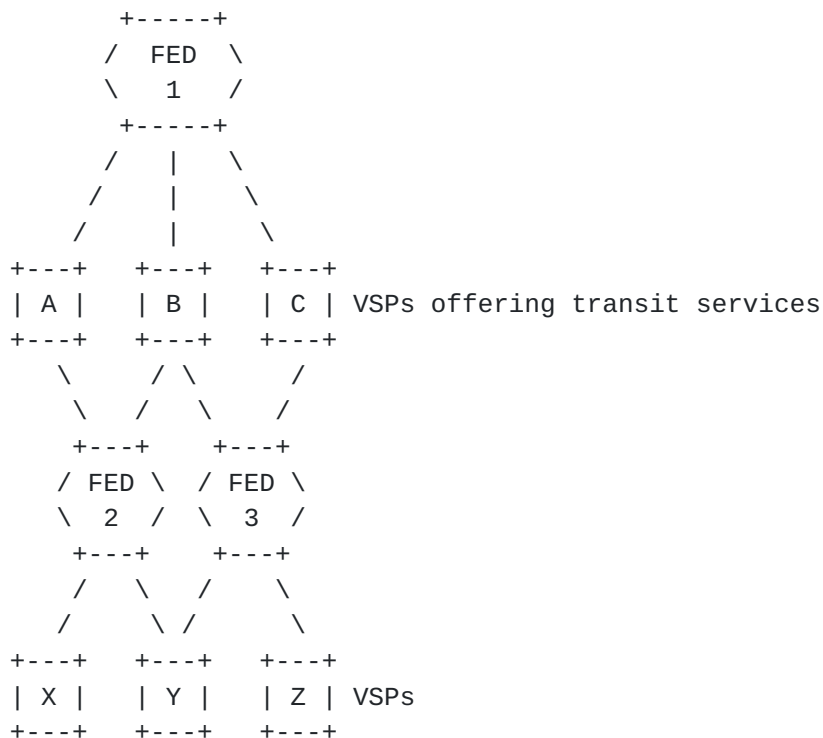 FED
1
A B C VSPs offering transit services
FED FED
2 3
X Y Z VSPs